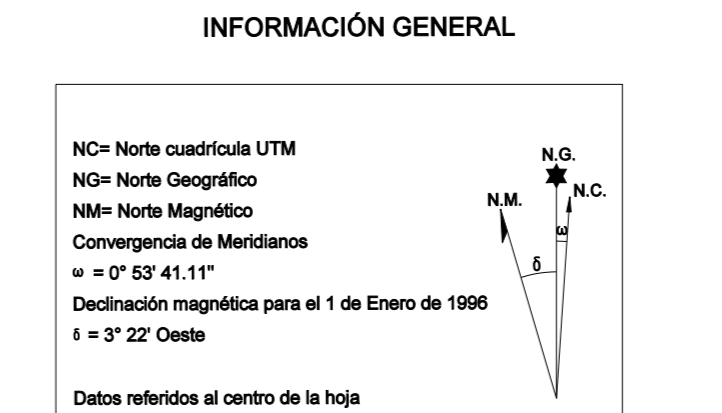 INFORMACIÓN GENERAL
NC= Norte cuadrícula UTM
NG= Norte Geográfico
NM= Norte Magnético
Convergencia de Meridianos
ω = 0° 53' 41.11"
Declinación magnética para el 1 de Enero de 1996
δ = 3° 22' Oeste
Datos referidos al centro de la hoja
N.G.
N.M.
N.C.
ω
δ